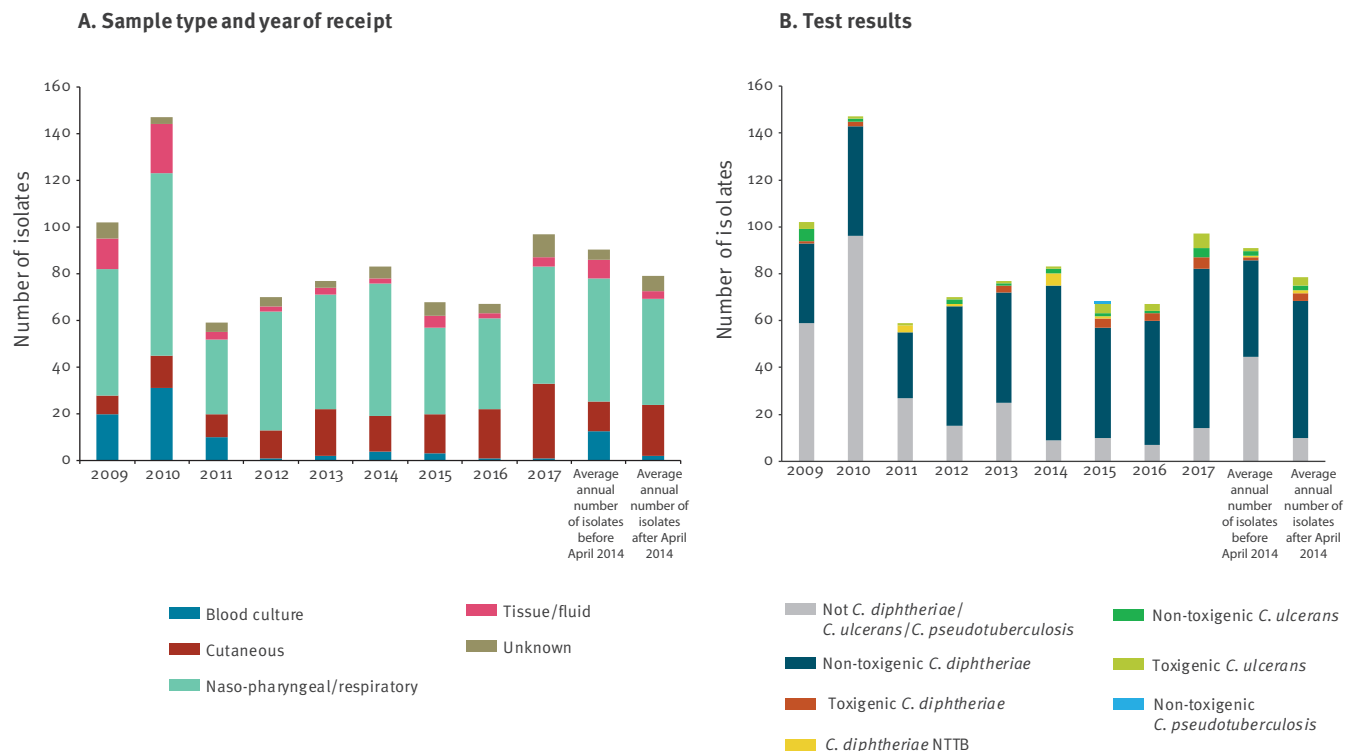 A. Sample type and year of receipt
Number of isolates
160
140
120
100
80
60
40
20
0
2009
2010
2011
2012
2013
2014
2015
2016
2017
Average
annual
number
of isolates
before
April 2014
Average
annual
number of
isolates
after April
2014
Blood culture
Cutaneous
Naso-pharyngeal/respiratory
Tissue/fluid
Unknown
B. Test results
Number of isolates
160
140
120
100
80
60
40
20
0
2009
2010
2011
2012
2013
2014
2015
2016
2017
Average
annual
number
of isolates
before
April 2014
Average
annual
number of
isolates
after April
2014
Not C. diphtheriae/
C. ulcerans/C. pseudotuberculosis
Non-toxigenic C. diphtheriae
Toxigenic C. diphtheriae
C. diphtheriae NTTB
Non-toxigenic C. ulcerans
Toxigenic C. ulcerans
Non-toxigenic
C. pseudotuberculosis